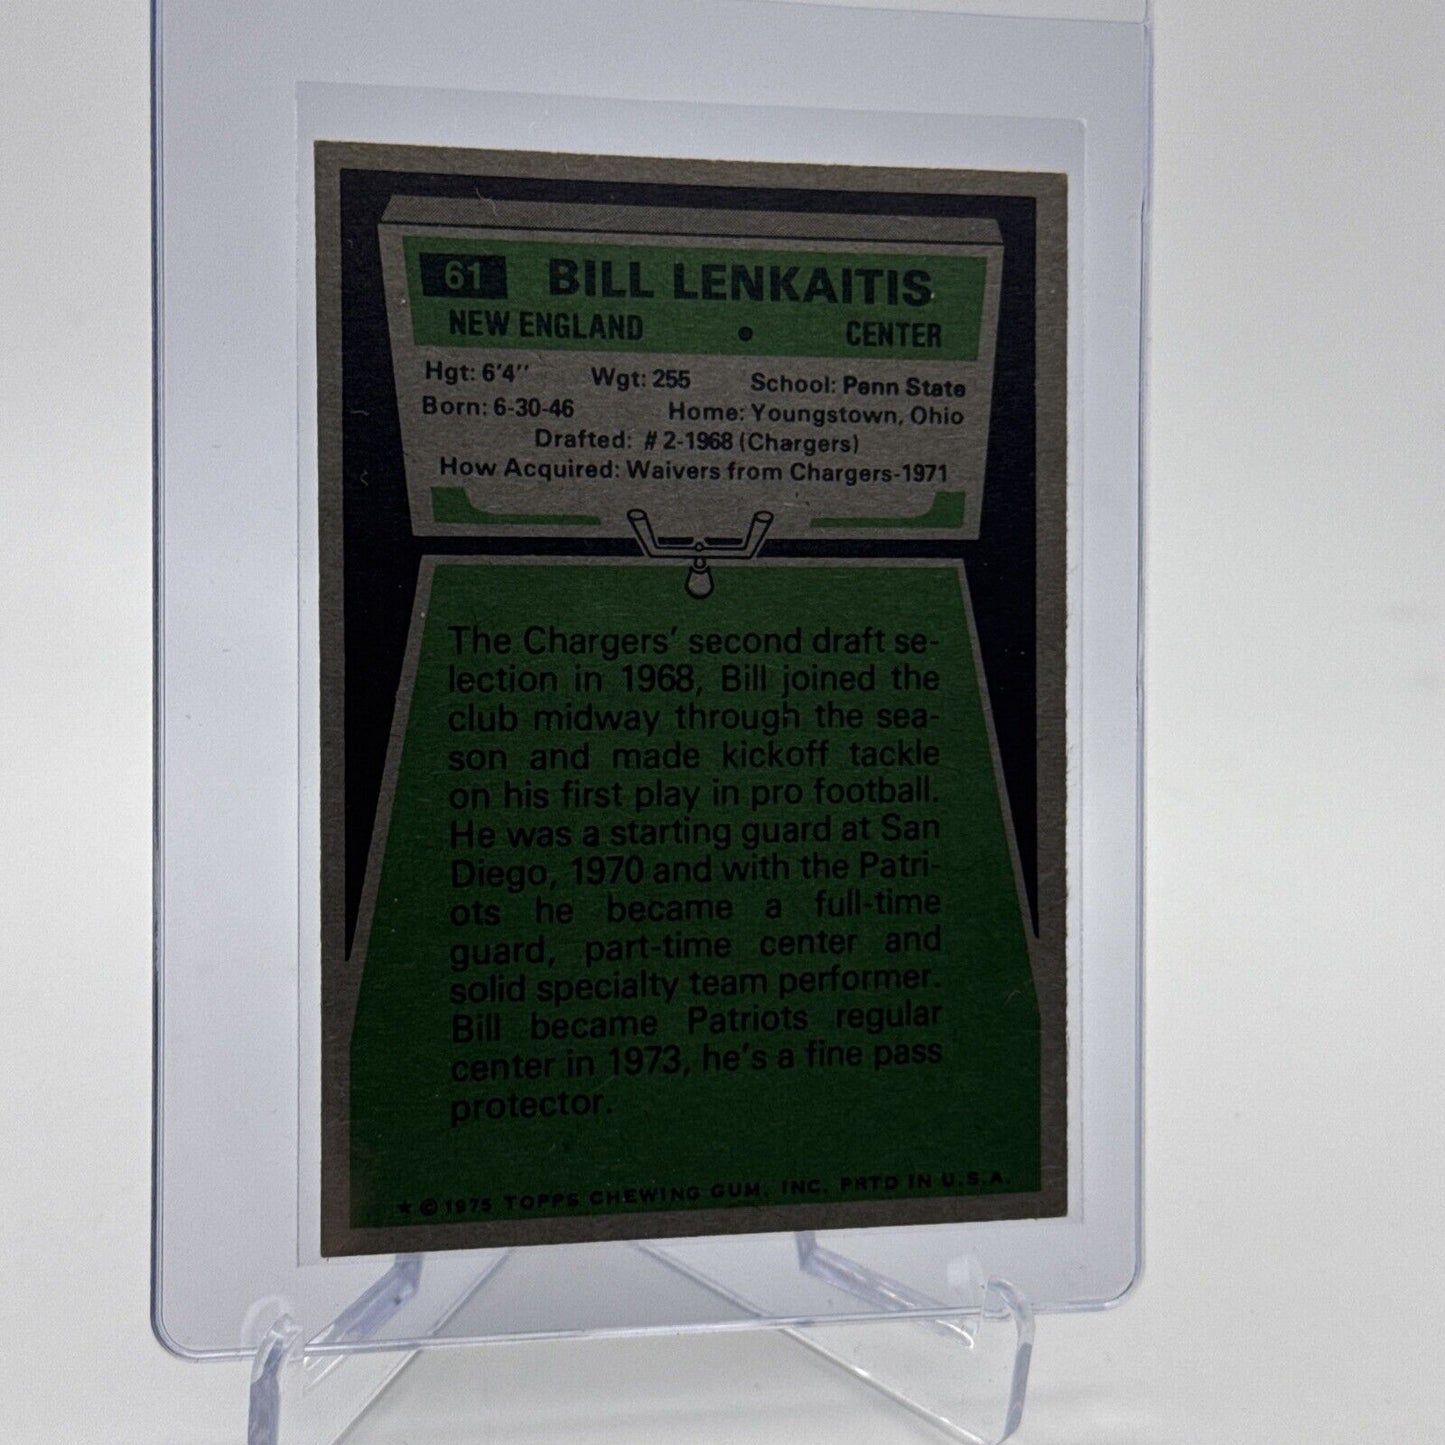 61 BILL LENKAITIS
NEW ENGLAND • CENTER
Hgt: 6'4'' Wgt: 255 School: Penn State
Born: 6-30-46 Home: Youngstown, Ohio
Drafted: #2-1968 (Chargers)
How Acquired: Waivers from Chargers-1971
The Chargers' second draft se-
lection in 1968, Bill joined the
club midway through the sea-
son and made kickoff tackle
on his first play in pro football.
He was a starting guard at San
Diego, 1970 and with the Patri-
ots he became a full-time
guard, part-time center and
solid specialty team performer.
Bill became Patriots regular
center in 1973, he's a fine pass
protector.
★ © 1975 TOPPS CHEWING GUM, INC. PRTD IN U.S.A.